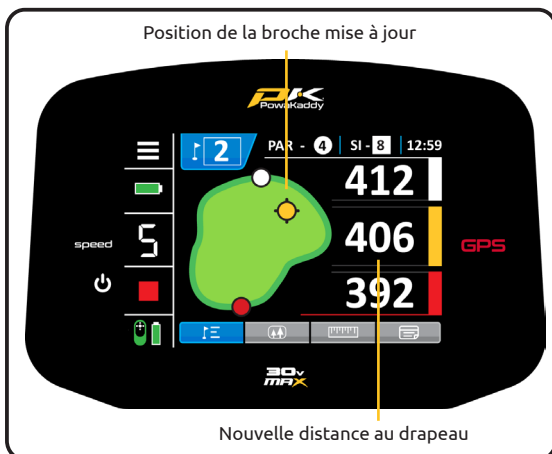 Position de la broche mise à jour
PK
PowaKaddy
2 PAR - 4 SI - 8 12:59
412
speed 5 406 GPS
392
30v
MAX
Nouvelle distance au drapeau